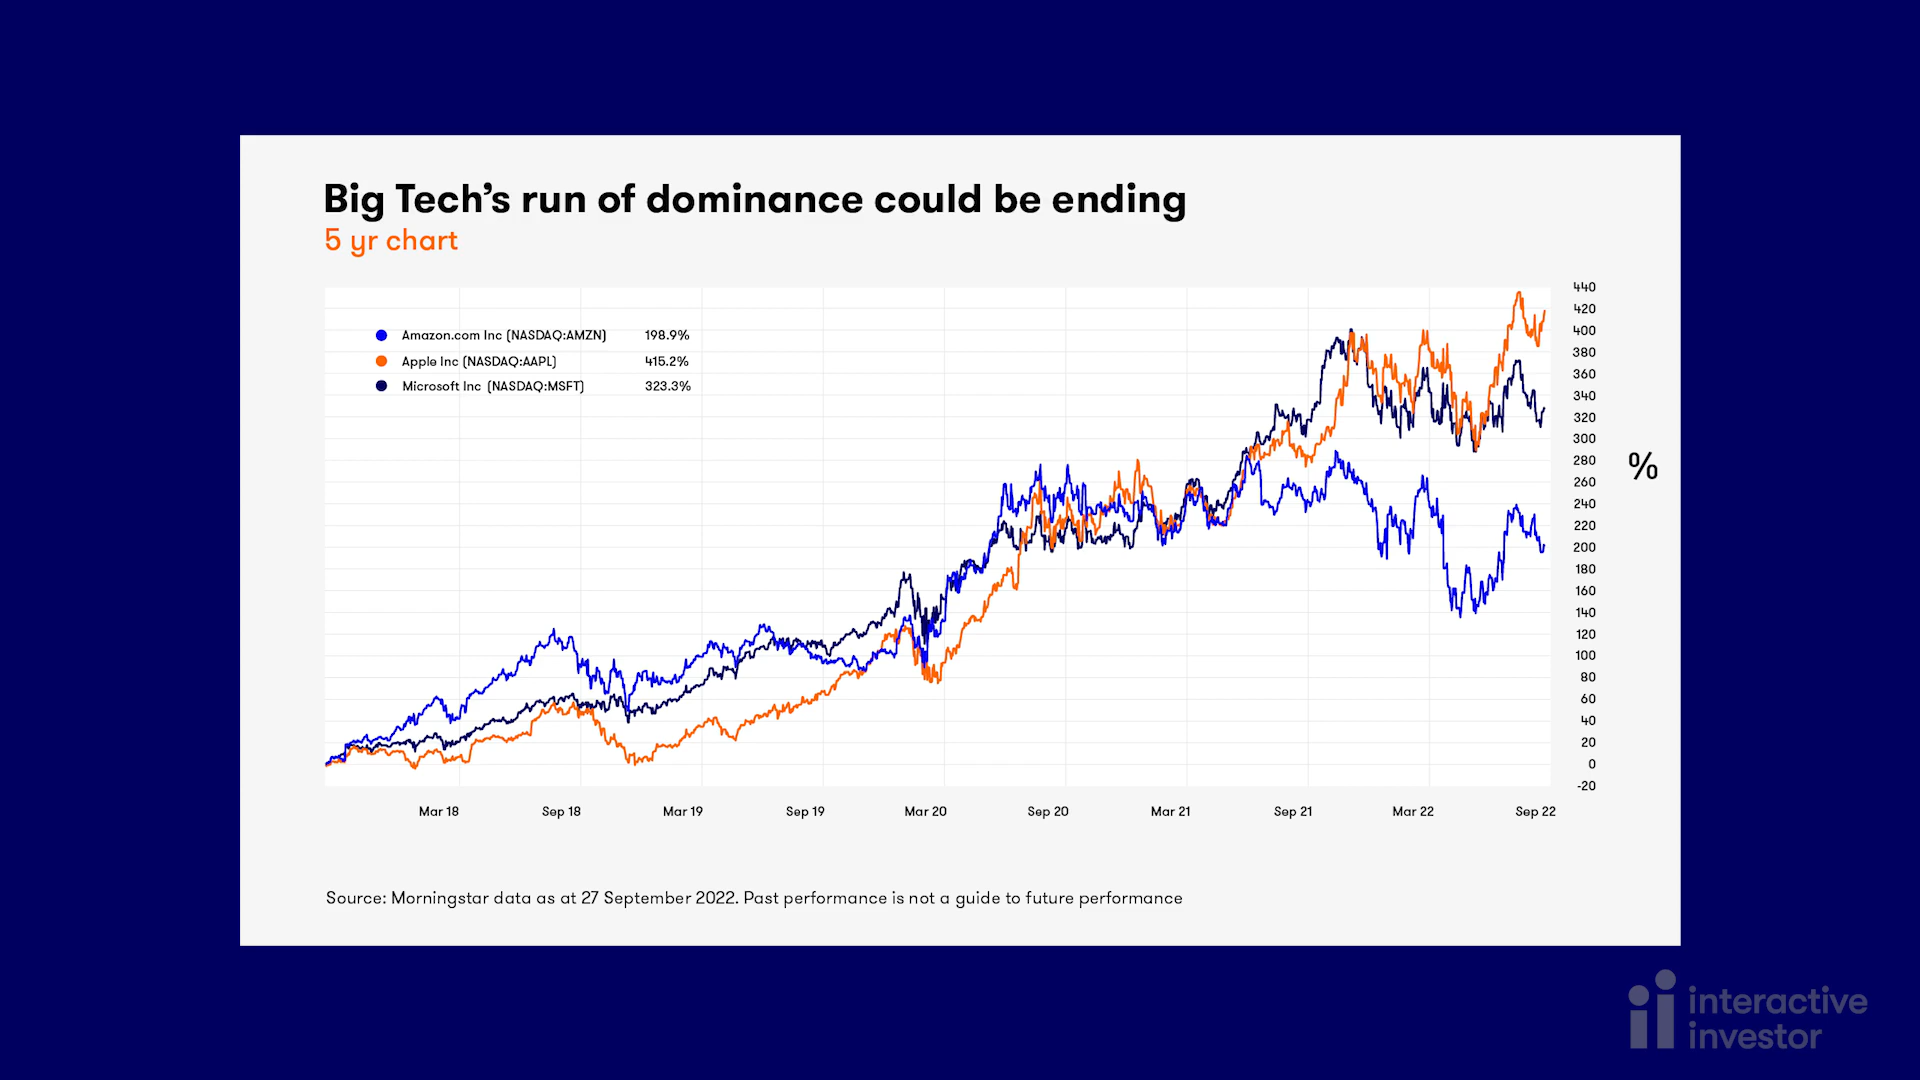 Big Tech's run of dominance could be ending
5 yr chart
Amazon.com Inc (NASDAQ:AMZN) 198.9%
Apple Inc (NASDAQ:AAPL) 415.2%
Microsoft Inc (NASDAQ:MSFT) 323.3%
440
420
400
380
360
340
320
300
280
260
240
220
200
180
160
140
120
100
80
60
40
20
0
-20
%
Mar 18 Sep 18 Mar 19 Sep 19 Mar 20 Sep 20 Mar 21 Sep 21 Mar 22 Sep 22
Source: Morningstar data as at 27 September 2022. Past performance is not a guide to future performance
ii interactive
investor